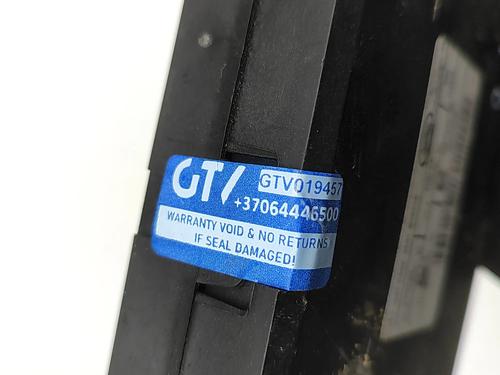 GTV
GTV019457
+37064446500
WARRANTY VOID & NO RETURNS
IF SEAL DAMAGED!